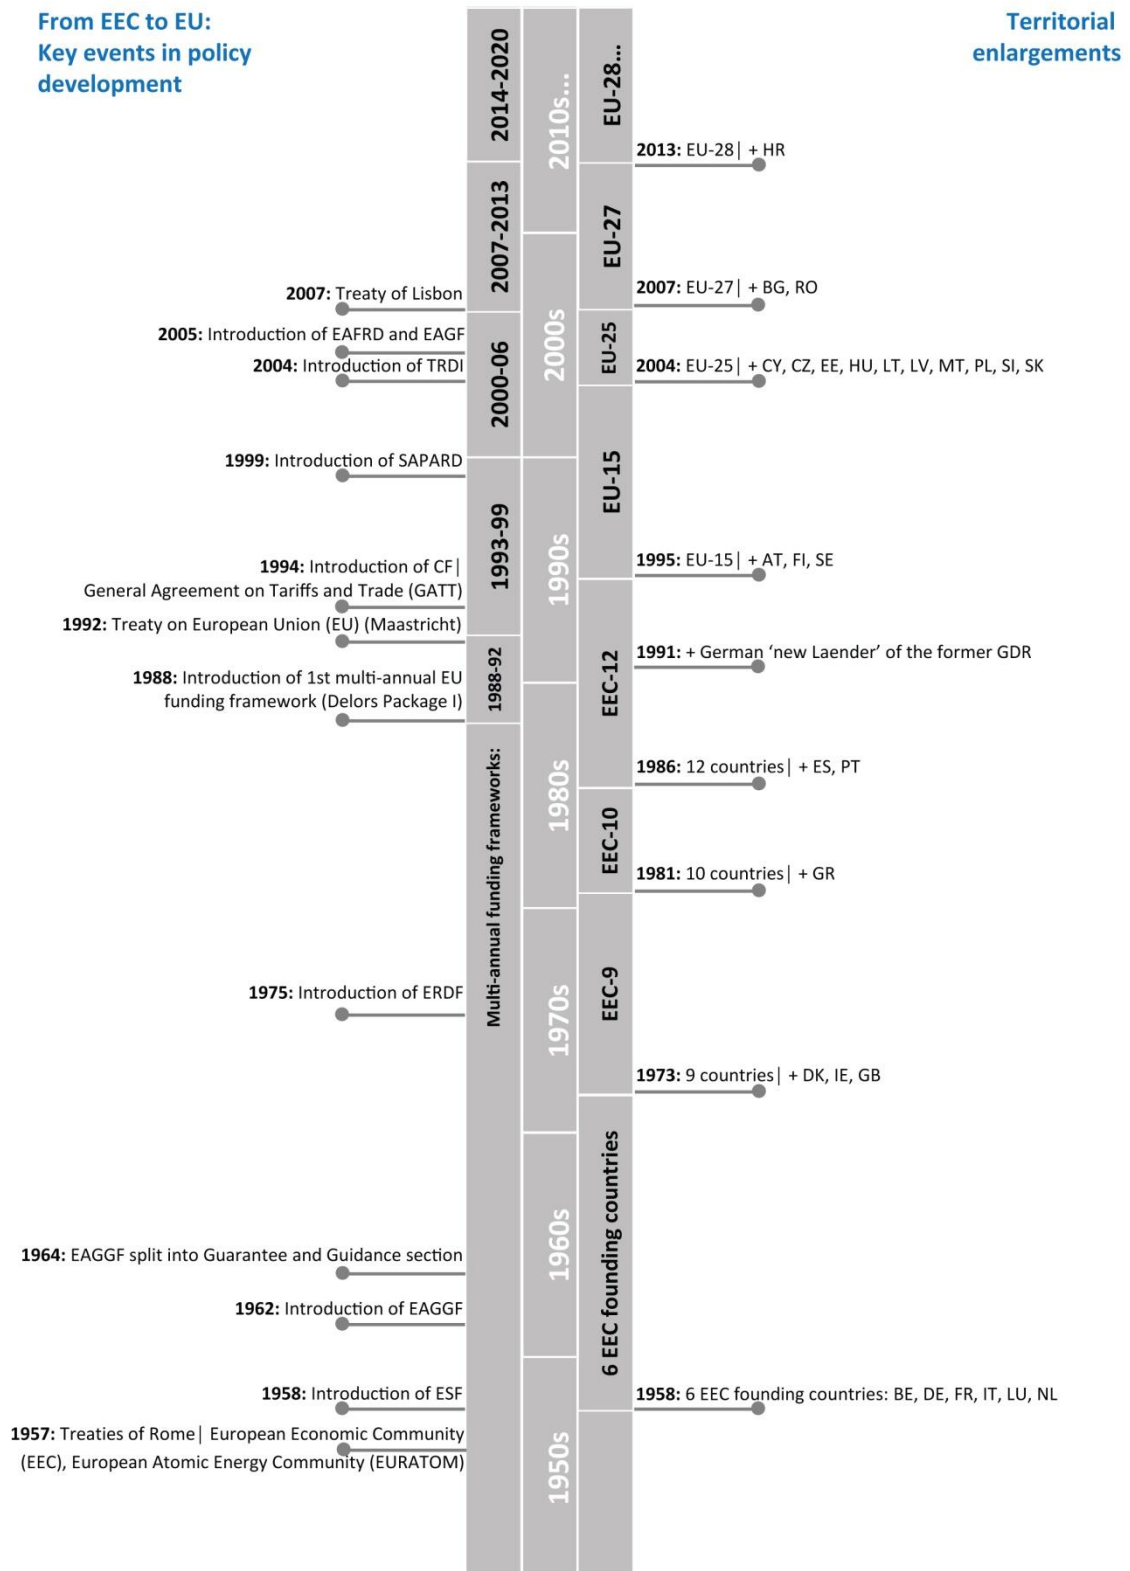 From EEC to EU:
Key events in policy
development
Territorial
enlargements
2014-2020
2007-2013
2000-06
1993-99
1988-92
Multi-annual funding frameworks:
2010s...
2000s
1990s
1980s
1970s
1960s
1950s
EU-28...
EU-27
EU-25
EU-15
EEC-12
EEC-10
EEC-9
6 EEC founding countries
2007: Treaty of Lisbon
2005: Introduction of EAFRD and EAGF
2004: Introduction of TRDI
1999: Introduction of SAPARD
1994: Introduction of CF|
General Agreement on Tariffs and Trade (GATT)
1992: Treaty on European Union (EU) (Maastricht)
1988: Introduction of 1st multi-annual EU
funding framework (Delors Package I)
1975: Introduction of ERDF
1964: EAGGF split into Guarantee and Guidance section
1962: Introduction of EAGGF
1958: Introduction of ESF
1957: Treaties of Rome| European Economic Community
(EEC), European Atomic Energy Community (EURATOM)
2013: EU-28| + HR
2007: EU-27| + BG, RO
2004: EU-25| + CY, CZ, EE, HU, LT, LV, MT, PL, SI, SK
1995: EU-15| + AT, FI, SE
1991: + German ‘new Laender’ of the former GDR
1986: 12 countries| + ES, PT
1981: 10 countries| + GR
1973: 9 countries| + DK, IE, GB
1958: 6 EEC founding countries: BE, DE, FR, IT, LU, NL